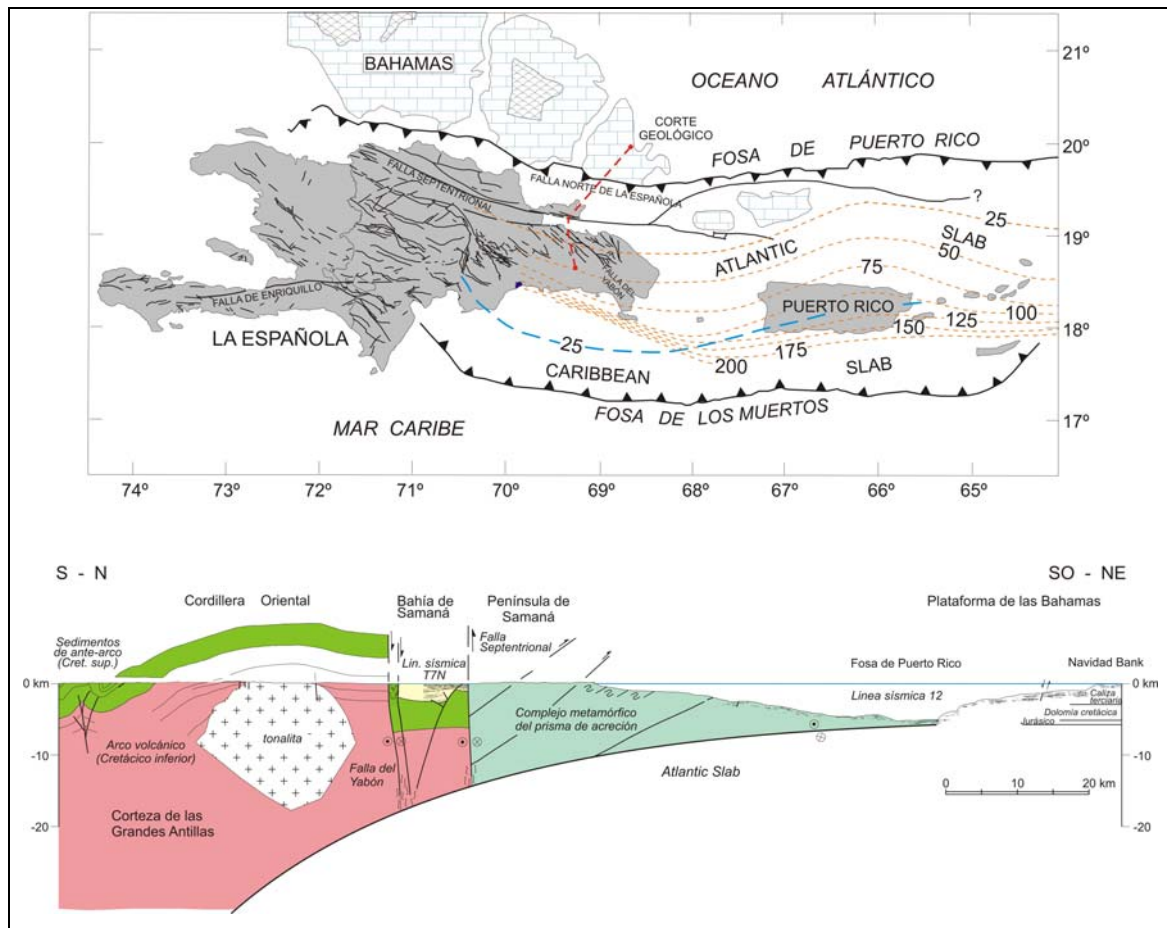 BAHAMAS
OCEANO ATLÁNTICO
21º
CORTE
GEOLÓGICO
FOSA DE PUERTO RICO
20º
FALLA SEPTENTRIONAL
FALLA NORTE DE LA ESPAÑOLA
?
25
SLAB
19º
ATLANTIC
50
FALLA DEL
YABÓN
75
FALLA DE ENRIQUILLO
PUERTO RICO
100
125
150
18º
LA ESPAÑOLA
25
175
200
CARIBBEAN SLAB
FOSA DE LOS MUERTOS
17º
MAR CARIBE
74º 73º 72º 71º 70º 69º 68º 67º 66º 65º
S - N
SO - NE
Cordillera Oriental
Bahía de
Samaná
Península de
Samaná
Plataforma de las Bahamas
Sedimentos
de ante-arco
(Cret. sup.)
Falla
Septentrional
Lin. sísmica
T7N
Fosa de Puerto Rico
Navidad Bank
0 km
0 km
Linea sísmica 12
Caliza
terciaria
Dolomía cretácica
Jurásico
Complejo metamórfico
del prisma de acreción
tonalita
Arco volcánico
(Cretácico inferior)
-10
-10
Falla del
Yabón
Atlantic Slab
0 10 20 km
Corteza de las
Grandes Antillas
-20
-20